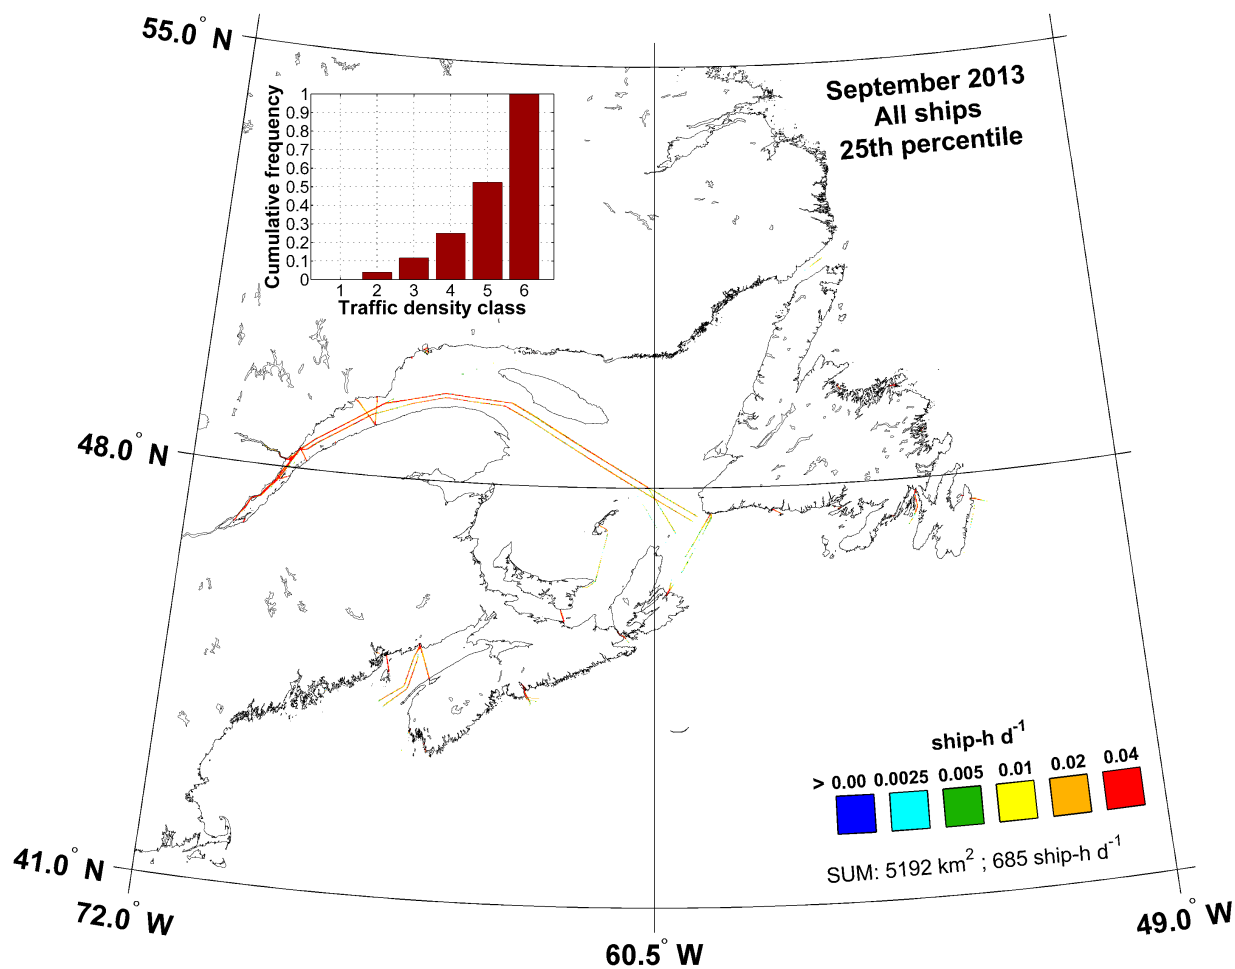 55.0° N
September 2013
All ships
25th percentile
Cumulative frequency
1
0.9
0.8
0.7
0.6
0.5
0.4
0.3
0.2
0.1
0
1 2 3 4 5 6
Traffic density class
48.0° N
ship-h d⁻¹
> 0.00 0.0025 0.005 0.01 0.02 0.04
SUM: 5192 km² ; 685 ship-h d⁻¹
41.0° N
72.0° W
60.5° W
49.0° W